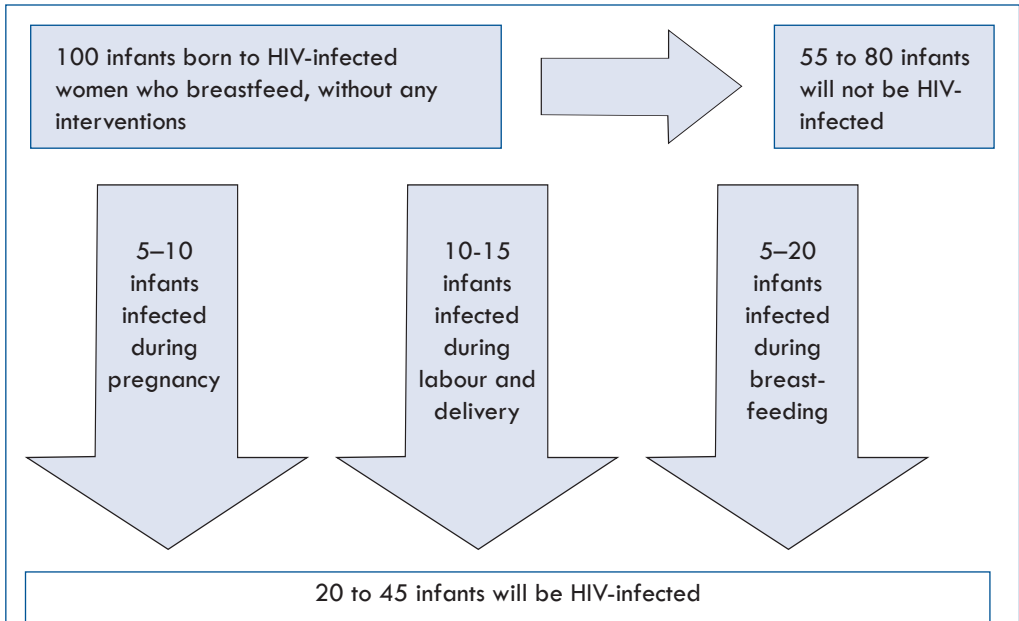 100 infants born to HIV-infected
women who breastfeed, without any
interventions
55 to 80 infants
will not be HIV-
infected
5–10
infants
infected
during
pregnancy
10-15
infants
infected
during
labour and
delivery
5–20
infants
infected
during
breast-
feeding
20 to 45 infants will be HIV-infected